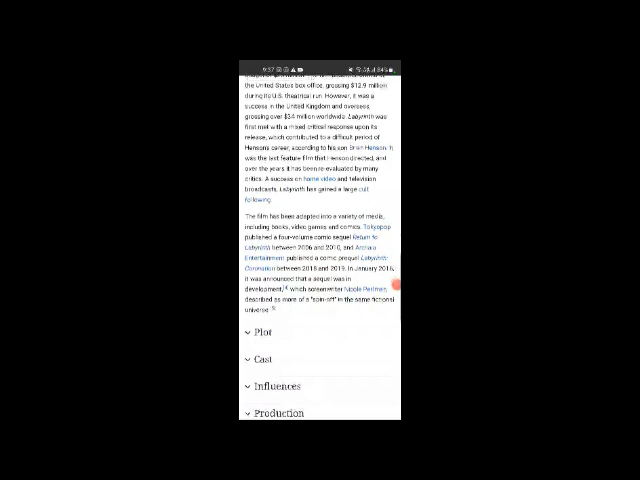 9:37
84%
the United States box office, grossing $12.9 million
during its U.S. theatrical run. However, it was a
success in the United Kingdom and overseas,
grossing over $34 million worldwide. Labyrinth was
first met with a mixed critical response upon its
release, which contributed to a difficult period of
Henson's career, according to his son Brian Henson. It
was the last feature film that Henson directed, and
over the years it has been re-evaluated by many
critics. A success on home video and television
broadcasts, Labyrinth has gained a large cult
following.
The film has been adapted into a variety of media,
including books, video games and comics. Tokyopop
published a four-volume comic sequel Return to
Labyrinth between 2006 and 2010, and Archaia
Entertainment published a comic prequel Labyrinth:
Coronation between 2018 and 2019. In January 2016,
it was announced that a sequel was in
development,[4] which screenwriter Nicole Perlman
described as more of a "spin-off" in the same fictional
universe.[5]
Plot
Cast
Influences
Production